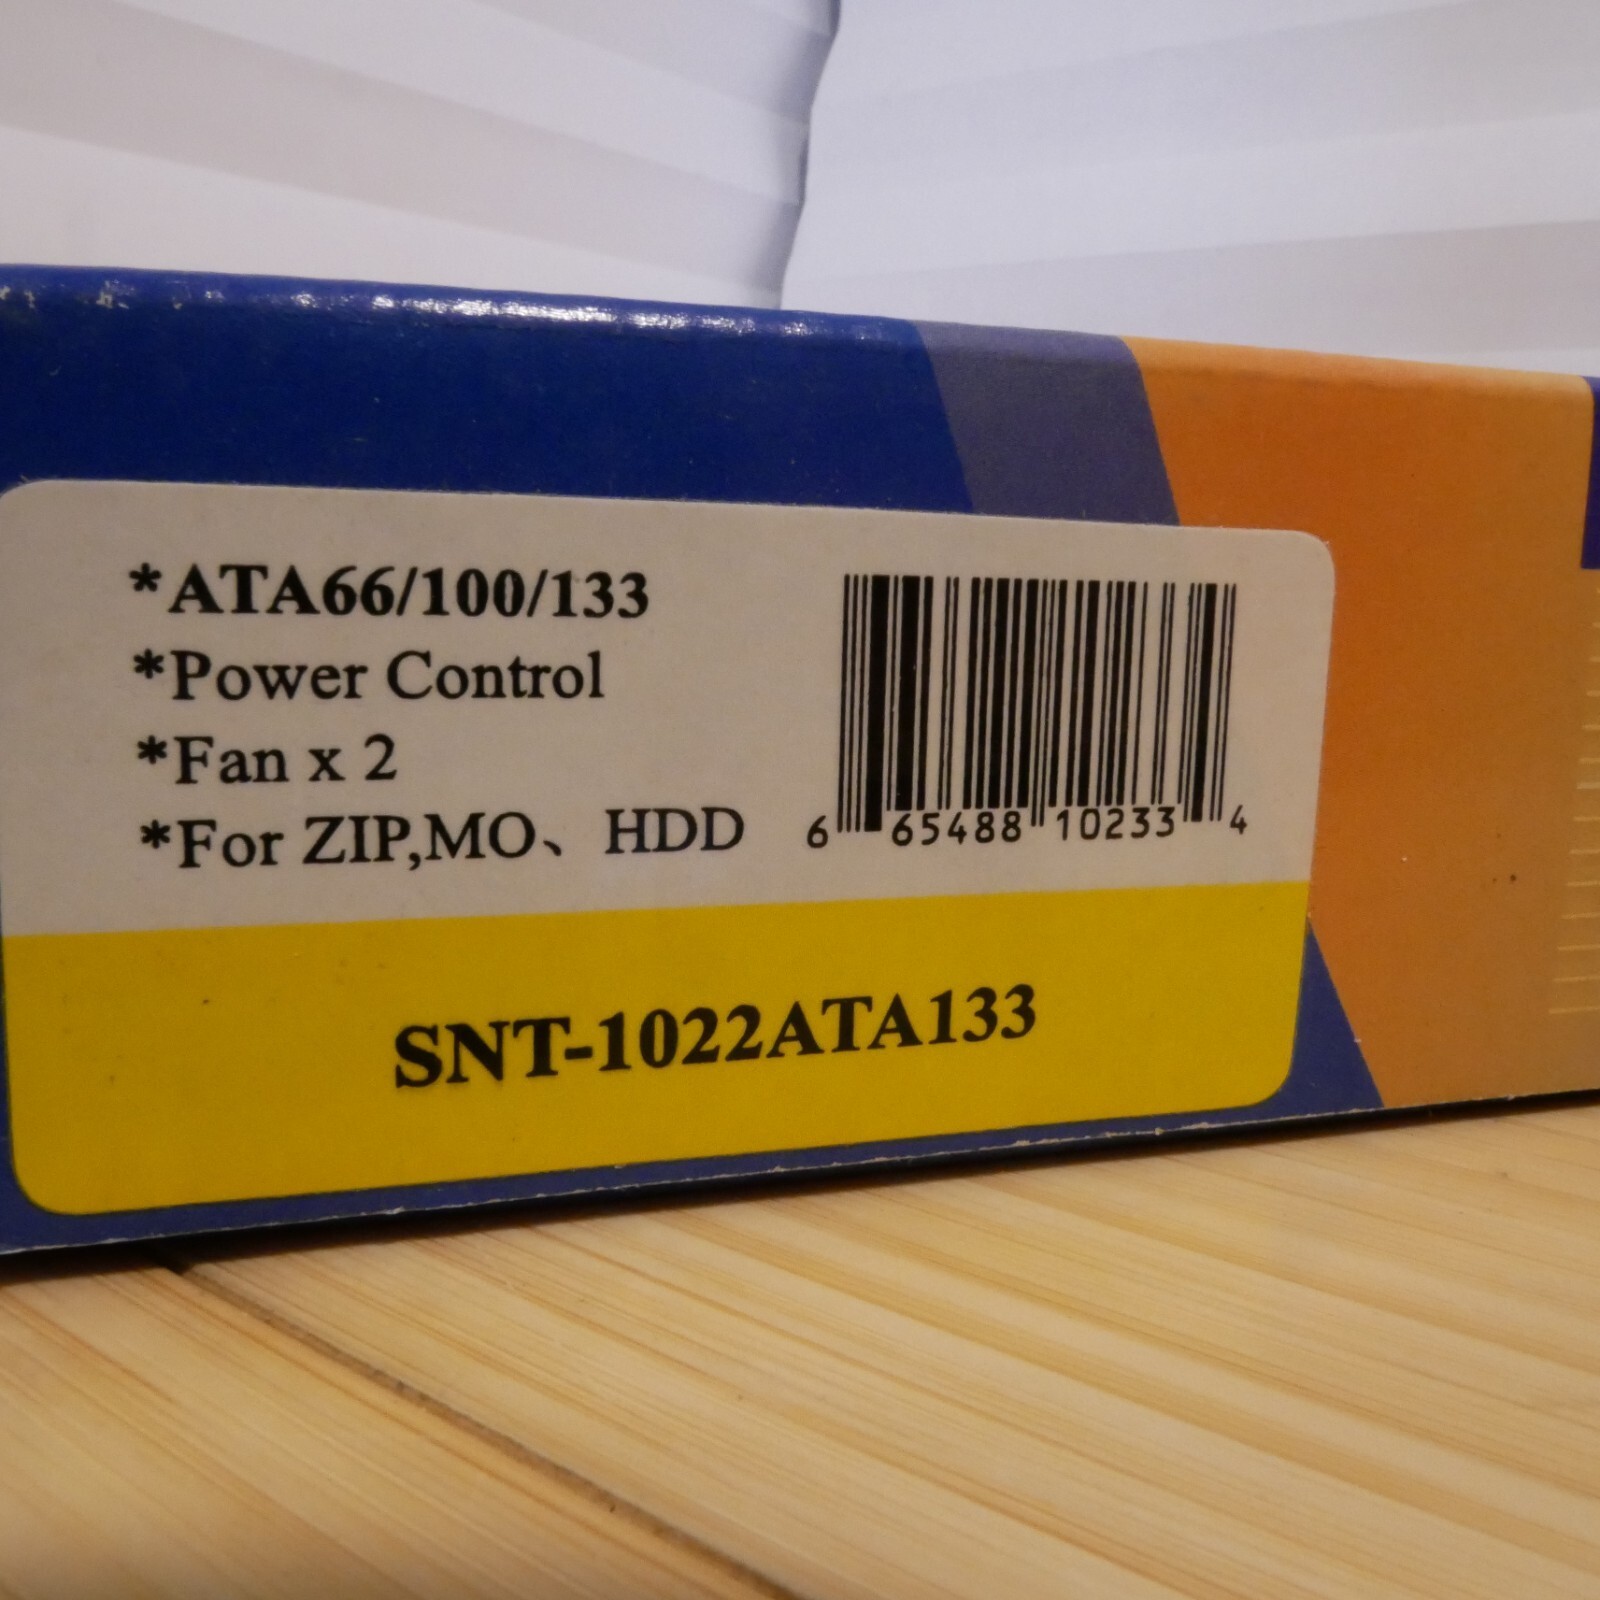 *ATA66/100/133
*Power Control
*Fan x 2
*For ZIP,MO、 HDD
6 65488 10233 4
SNT-1022ATA133